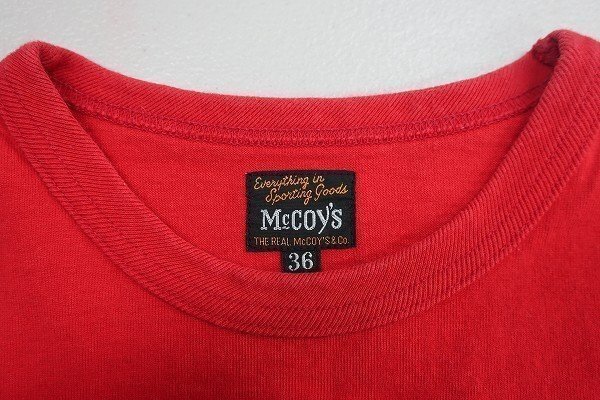 Everything in
Sporting Goods
McCOY'S
THE REAL McCOY'S & Co.
36